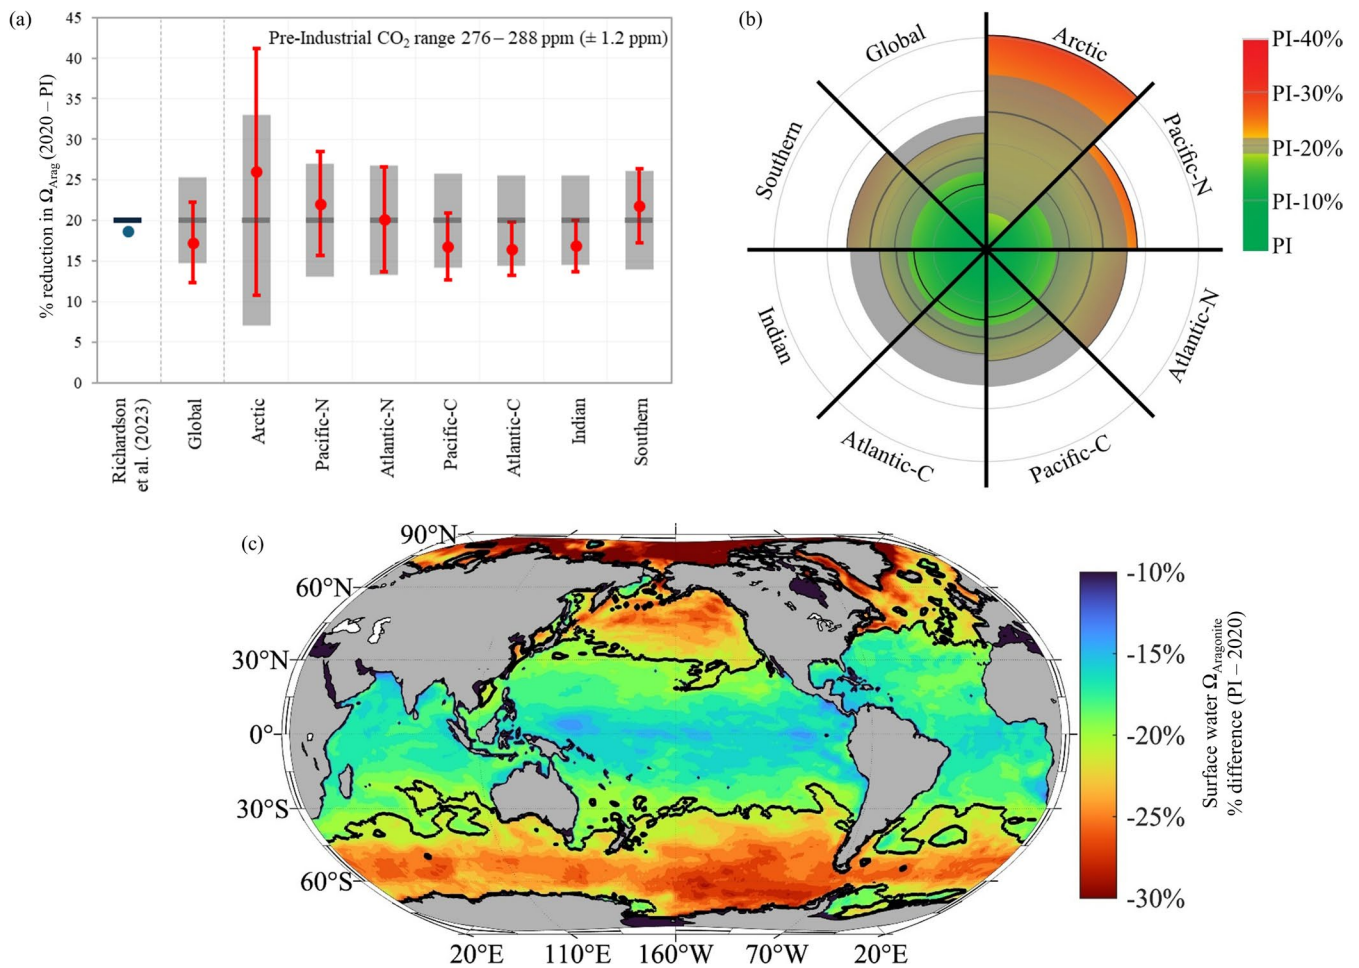 (a)
45
40
35
30
25
20
15
10
5
0
% reduction in Ω_Arag (2020 – PI)
Pre-Industrial CO₂ range 276 – 288 ppm (± 1.2 ppm)
Richardson
et al. (2023)
Global
Arctic
Pacific-N
Atlantic-N
Pacific-C
Atlantic-C
Indian
Southern
(b)
Global
Arctic
Pacific-N
Atlantic-N
Pacific-C
Atlantic-C
Indian
Southern
PI-40%
PI-30%
PI-20%
PI-10%
PI
(c)
90°N
60°N
30°N
0°
30°S
60°S
20°E
110°E
160°W
70°W
20°E
-10%
-15%
-20%
-25%
-30%
Surface water Ω_Aragonite
% difference (PI – 2020)